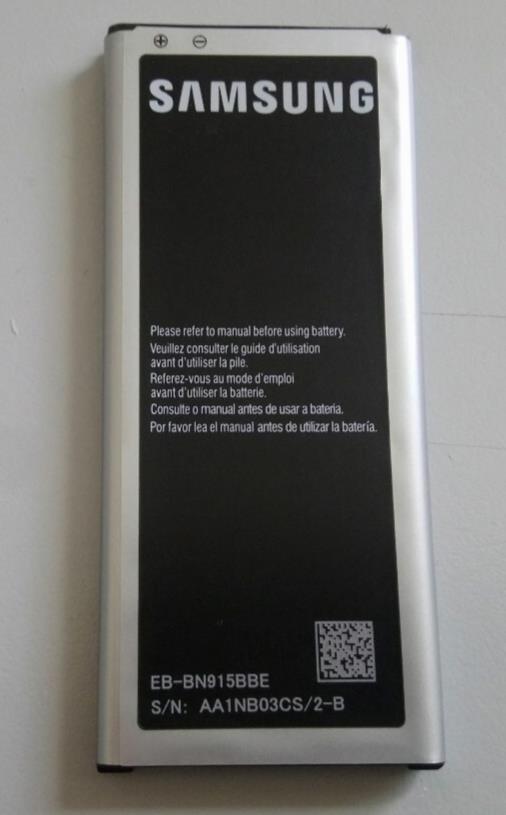 ⊕ ⊖
SAMSUNG
Please refer to manual before using battery.
Veuillez consulter le guide d'utilisation
avant d'utiliser la pile.
Referez-vous au mode d'emploi
avant d'utiliser la batterie.
Consulte o manual antes de usar a bateria.
Por favor lea el manual antes de utilizar la batería.
EB-BN915BBE
S/N: AA1NB03CS/2-B